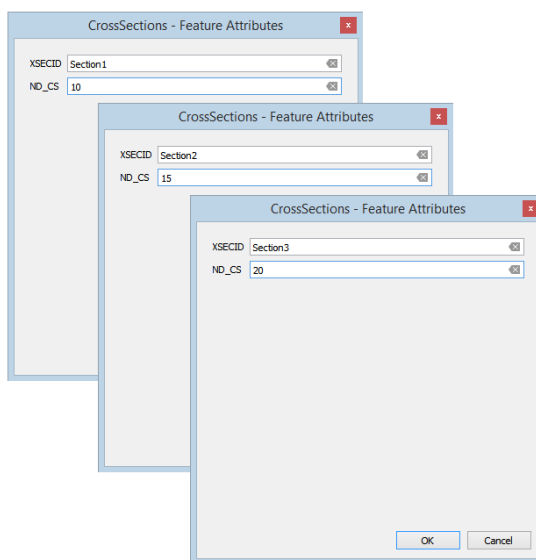 CrossSections - Feature Attributes
x
XSECID Section1
ND_CS 10
CrossSections - Feature Attributes
x
XSECID Section2
ND_CS 15
CrossSections - Feature Attributes
x
XSECID Section3
ND_CS 20
OK Cancel